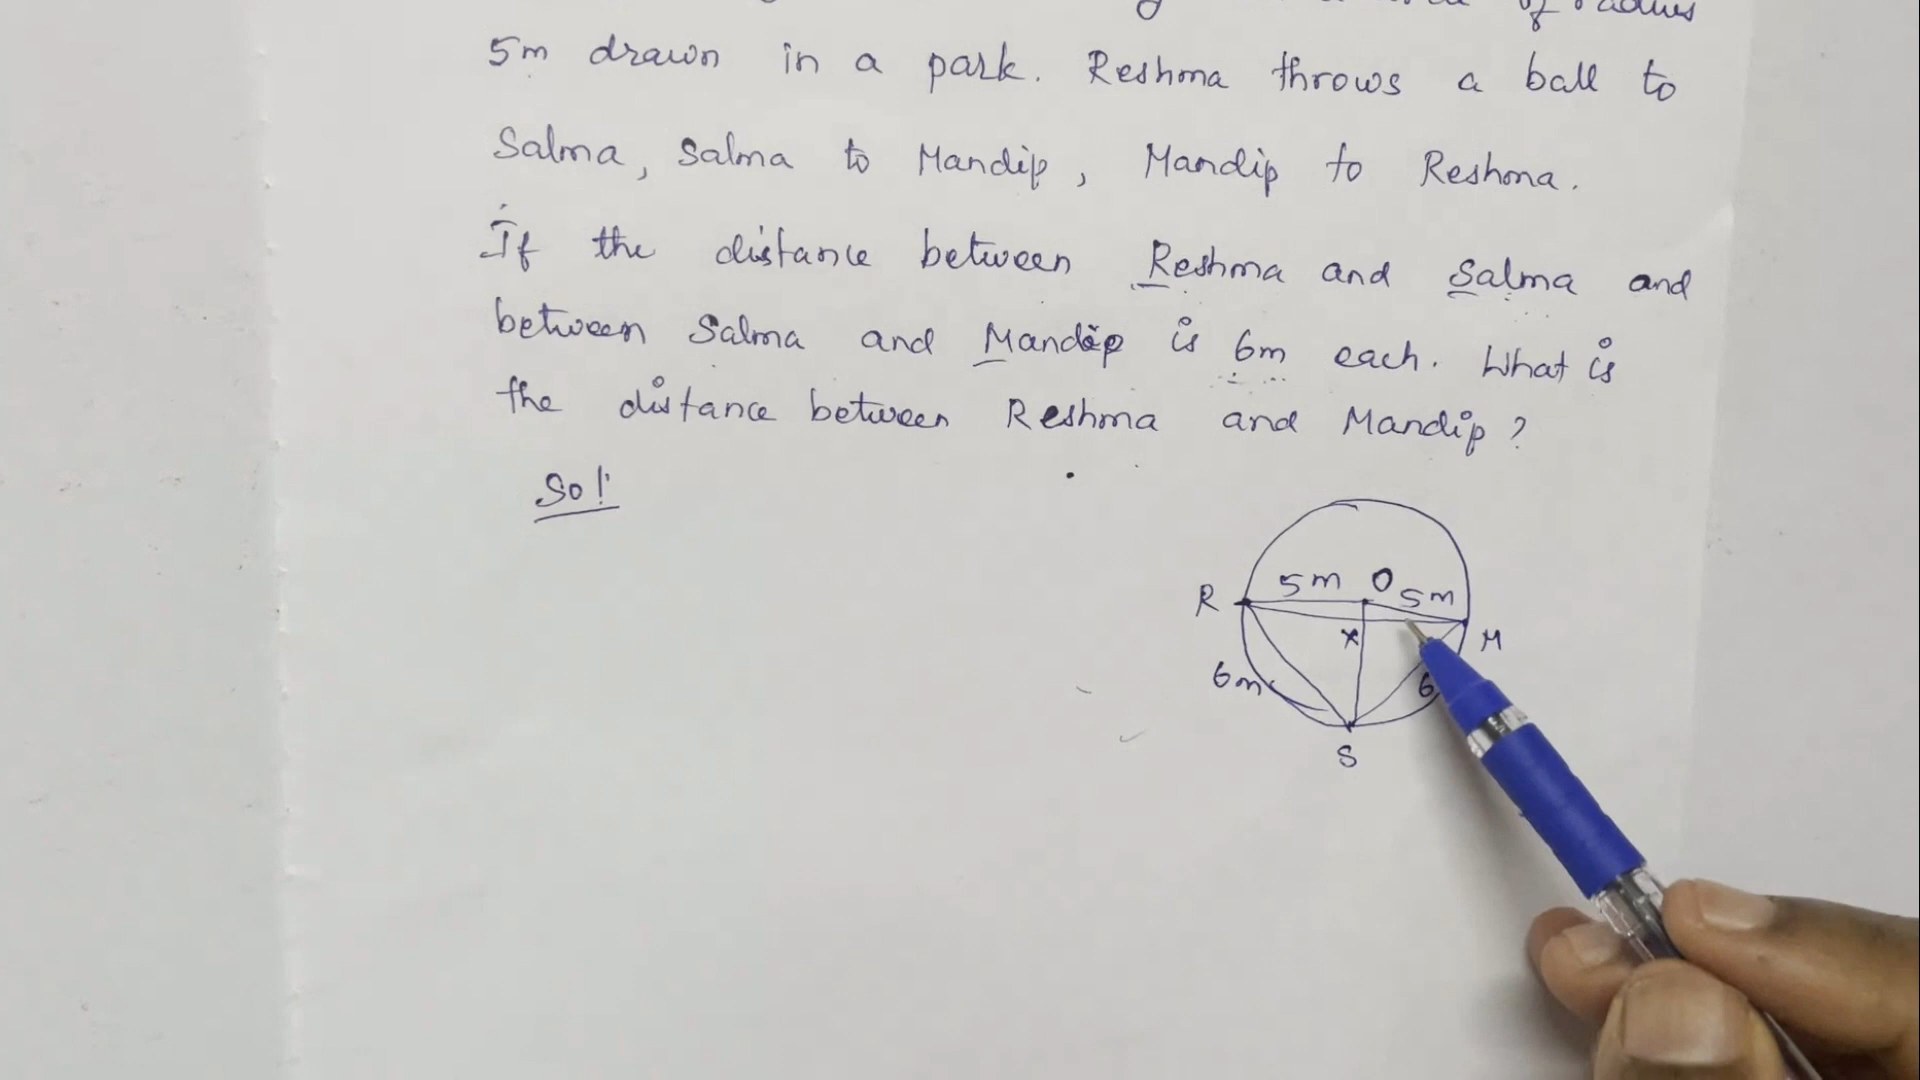 of radius
5m drawn in a park. Reshma throws a ball to
Salma, Salma to Mandip, Mandip to Reshma.
If the distance between Reshma and Salma and
between Salma and Mandip is 6m each. What is
the distance between Reshma and Mandip?
Sol!
5m O 5m
R
X
M
6m
6
S